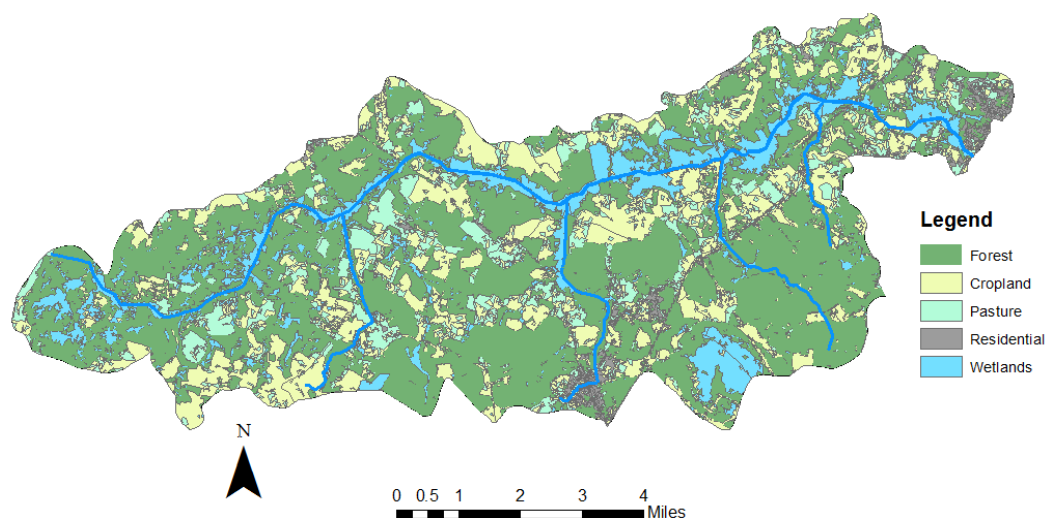 Legend
Forest
Cropland
Pasture
Residential
Wetlands
N
0 0.5 1 2 3 4
Miles